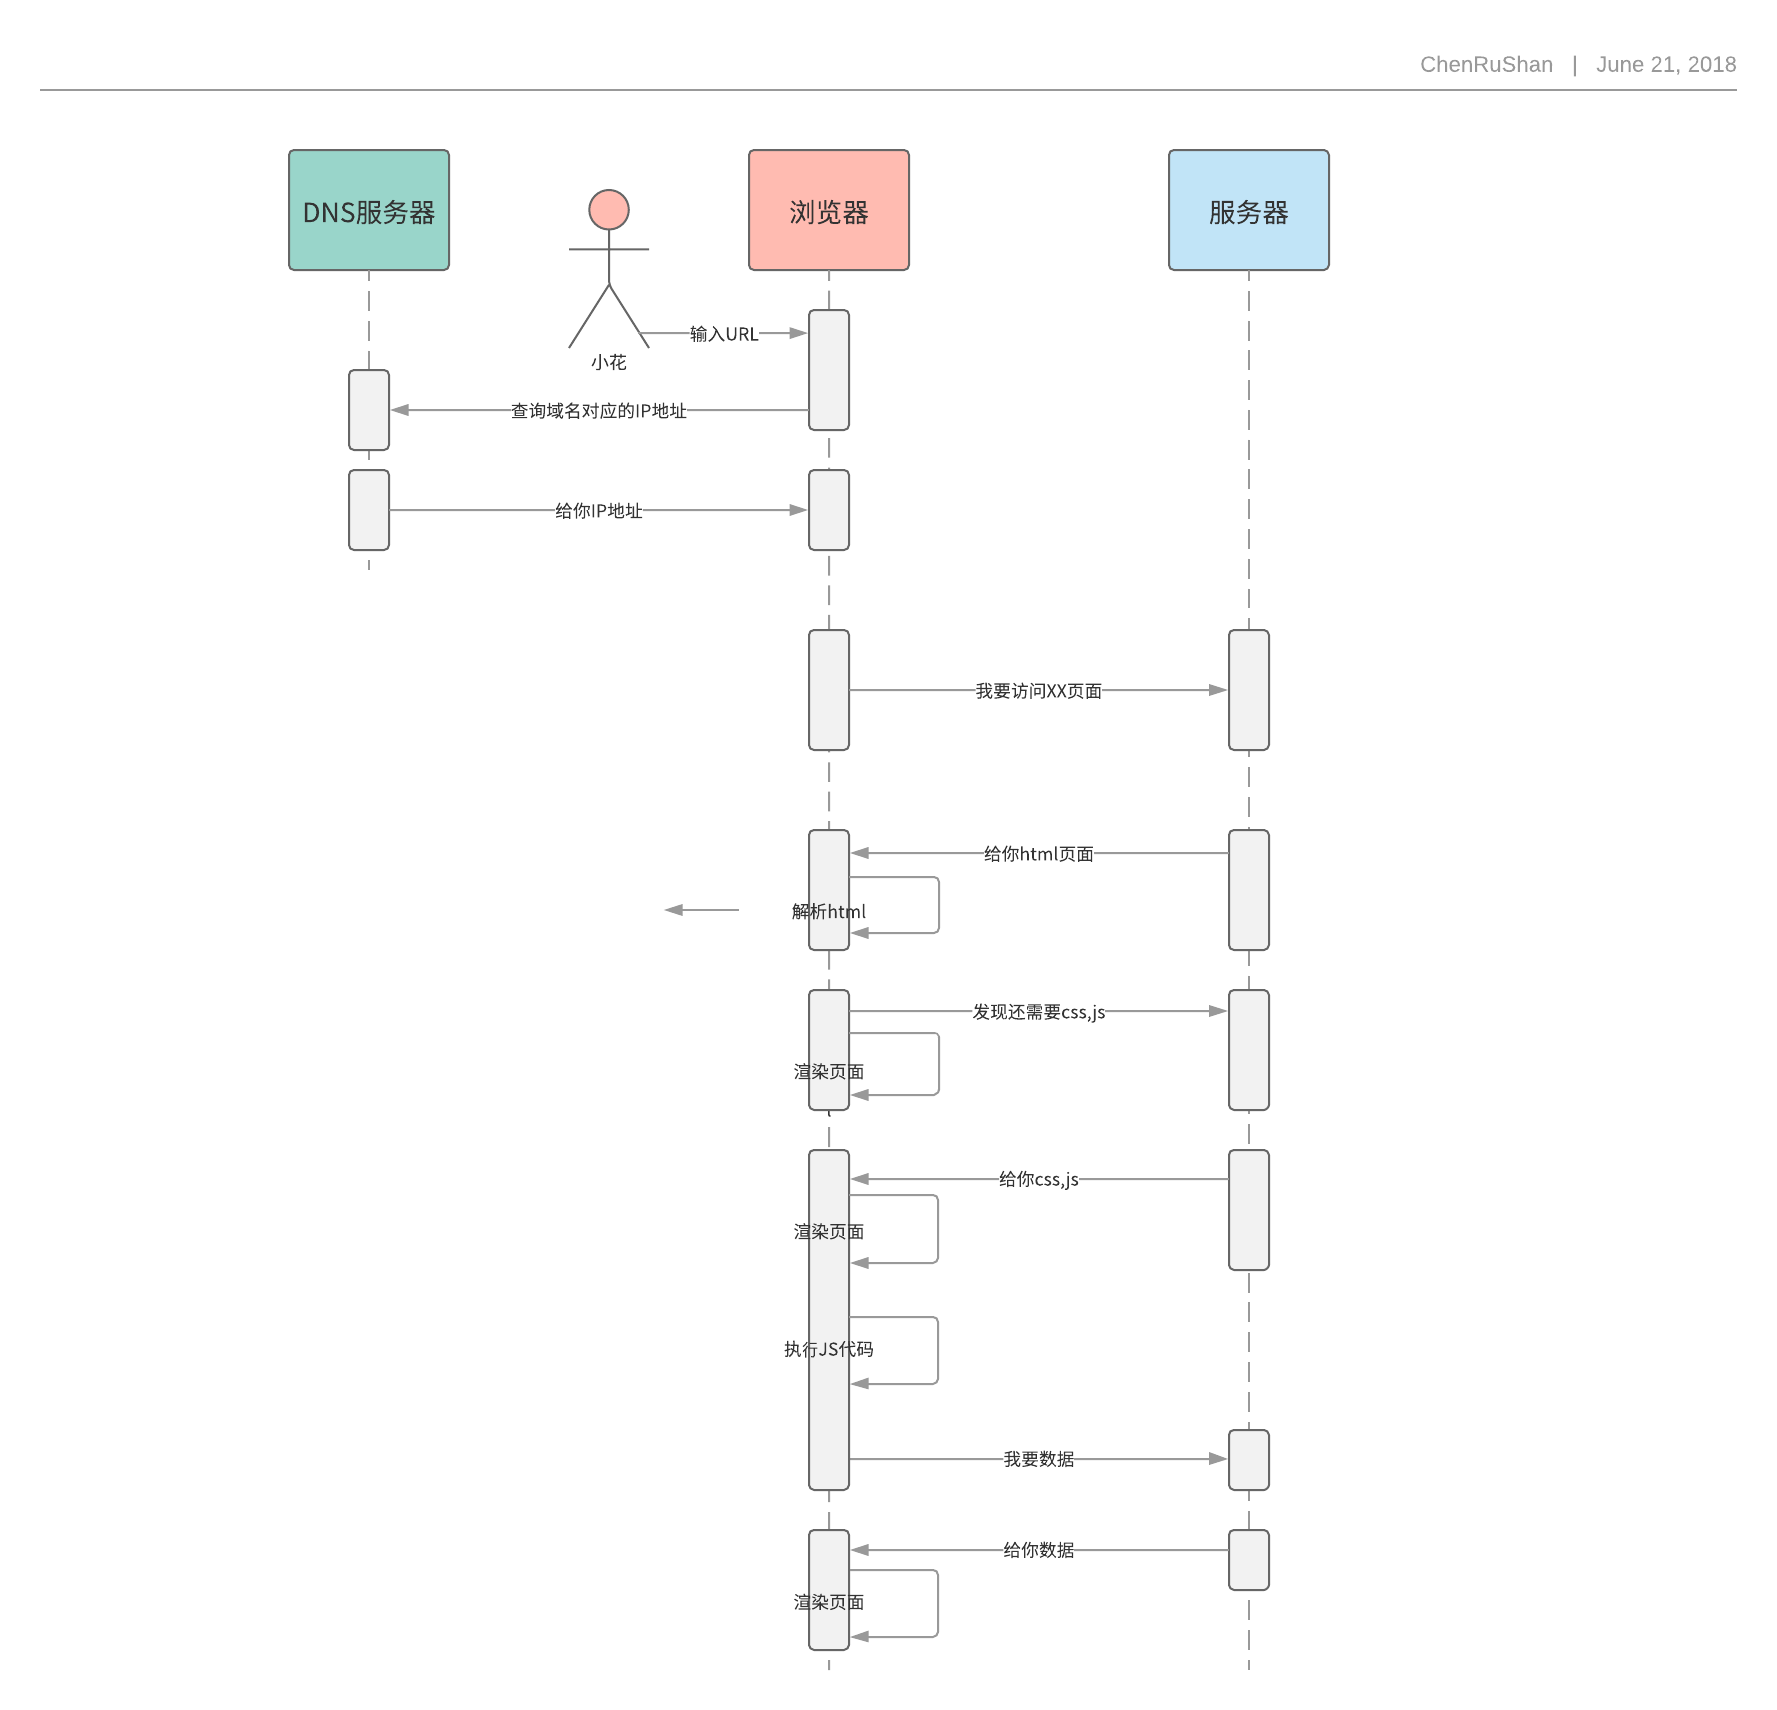 ChenRuShan | June 21, 2018
DNS服务器
浏览器
服务器
输入URL
小花
查询域名对应的IP地址
给你IP地址
我要访问XX页面
给你html页面
解析html
发现还需要css,js
渲染页面
给你css,js
渲染页面
执行JS代码
我要数据
给你数据
渲染页面